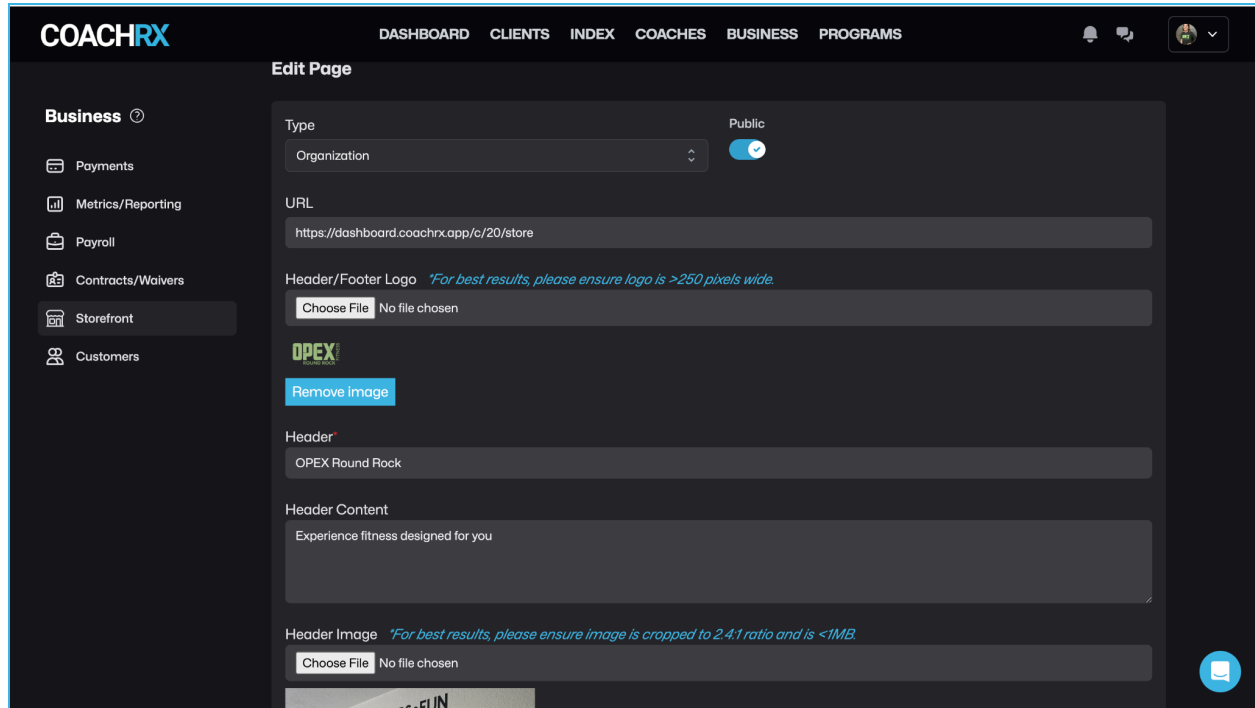 COACHRX
DASHBOARD CLIENTS INDEX COACHES BUSINESS PROGRAMS
Edit Page
Business ?
Payments
Metrics/Reporting
Payroll
Contracts/Waivers
Storefront
Customers
Type
Public
Organization
URL
https://dashboard.coachrx.app/c/20/store
Header/Footer Logo *For best results, please ensure logo is >250 pixels wide.
Choose File No file chosen
OPEX FITNESS
ROUND ROCK
Remove image
Header*
OPEX Round Rock
Header Content
Experience fitness designed for you
Header Image *For best results, please ensure image is cropped to 2.4:1 ratio and is <1MB.
Choose File No file chosen
FUN